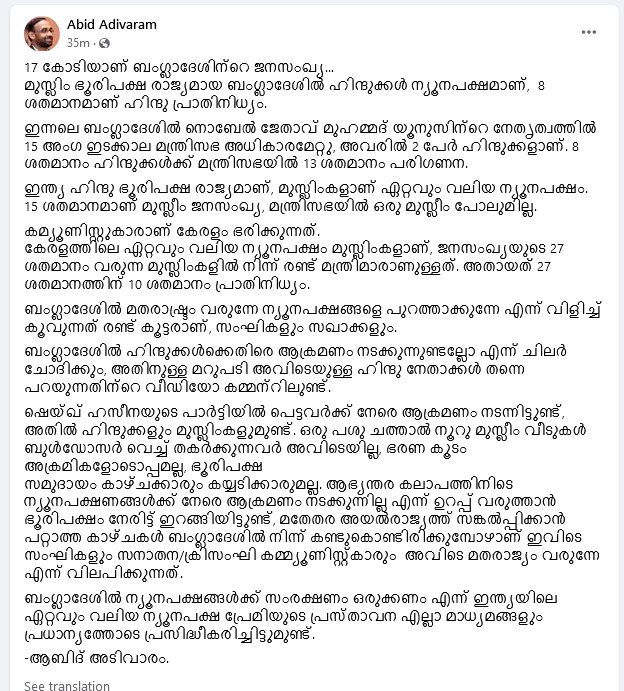 Abid Adivaram
35m ·
17 കോടിയാണ് ബംഗ്ലാദേശിന്റെ ജനസംഖ്യ...
മുസ്ലിം ഭൂരിപക്ഷ രാജ്യമായ ബംഗ്ലാദേശിൽ ഹിന്ദുക്കൾ ന്യൂനപക്ഷമാണ്,  8
ശതമാനമാണ് ഹിന്ദു പ്രാതിനിധ്യം.
ഇന്നലെ ബംഗ്ലാദേശിൽ നൊബേൽ ജേതാവ് മുഹമ്മദ് യൂനുസിന്റെ നേതൃത്വത്തിൽ
15 അംഗ ഇടക്കാല മന്ത്രിസഭ അധികാരമേറ്റു, അവരിൽ 2 പേർ ഹിന്ദുക്കളാണ്. 8
ശതമാനം ഹിന്ദുക്കൾക്ക് മന്ത്രിസഭയിൽ 13 ശതമാനം പരിഗണന.
ഇന്ത്യ ഹിന്ദു ഭൂരിപക്ഷ രാജ്യമാണ്, മുസ്ലിംകളാണ് ഏറ്റവും വലിയ ന്യൂനപക്ഷം.
15 ശതമാനമാണ് മുസ്ലീം ജനസംഖ്യ, മന്ത്രിസഭയിൽ ഒരു മുസ്ലീം പോലുമില്ല.
കമ്യൂണിസ്റ്റുകാരാണ് കേരളം ഭരിക്കുന്നത്.
കേരളത്തിലെ ഏറ്റവും വലിയ ന്യൂനപക്ഷം മുസ്ലിംകളാണ്, ജനസംഖ്യയുടെ 27
ശതമാനം വരുന്ന മുസ്ലിംകളിൽ നിന്ന് രണ്ട് മന്ത്രിമാരാണുള്ളത്. അതായത് 27
ശതമാനത്തിന് 10 ശതമാനം പ്രാതിനിധ്യം.
ബംഗ്ലാദേശിൽ മതരാഷ്ട്രം വരുന്നേ ന്യൂനപക്ഷങ്ങളെ പുറത്താക്കുന്നേ എന്ന് വിളിച്ച്
കൂവുന്നത് രണ്ട് കൂട്ടരാണ്, സംഘികളും സഖാക്കളും.
ബംഗ്ലാദേശിൽ ഹിന്ദുക്കൾക്കെതിരെ ആക്രമണം നടക്കുന്നുണ്ടല്ലോ എന്ന് ചിലർ
ചോദിക്കും, അതിനുള്ള മറുപടി അവിടെയുള്ള ഹിന്ദു നേതാക്കൾ തന്നെ
പറയുന്നതിന്റെ വീഡിയോ കമ്മന്റിലുണ്ട്.
ഷെയ്ഖ് ഹസീനയുടെ പാർട്ടിയിൽ പെട്ടവർക്ക് നേരെ ആക്രമണം നടന്നിട്ടുണ്ട്,
അതിൽ ഹിന്ദുക്കളും മുസ്ലിംകളുമുണ്ട്. ഒരു പശു ചത്താൽ നൂറു മുസ്ലീം വീടുകൾ
ബുൾഡോസർ വെച്ച് തകർക്കുന്നവർ അവിടെയില്ല, ഭരണ കൂടം
അക്രമികളോടൊപ്പമല്ല, ഭൂരിപക്ഷ
സമുദായം കാഴ്ചക്കാരും കയ്യടിക്കാരുമല്ല. ആഭ്യന്തര കലാപത്തിനിടെ
ന്യൂനപക്ഷണങ്ങൾക്ക് നേരെ ആക്രമണം നടക്കുന്നില്ല എന്ന് ഉറപ്പ് വരുത്താൻ
ഭൂരിപക്ഷം നേരിട്ട് ഇറങ്ങിയിട്ടുണ്ട്, മതേതര അയൽരാജ്യത്ത് സങ്കൽപ്പിക്കാൻ
പറ്റാത്ത കാഴ്ചകൾ ബംഗ്ലാദേശിൽ നിന്ന് കണ്ടുകൊണ്ടിരിക്കുമ്പോഴാണ് ഇവിടെ
സംഘികളും സനാതന/ക്രിസംഘി കമ്മ്യൂണിസ്റ്റ്കാരും  അവിടെ മതരാജ്യം വരുന്നേ
എന്ന് വിലപിക്കുന്നത്.
ബംഗ്ലാദേശിൽ ന്യൂനപക്ഷങ്ങൾക്ക് സംരക്ഷണം ഒരുക്കണം എന്ന് ഇന്ത്യയിലെ
ഏറ്റവും വലിയ ന്യൂനപക്ഷ പ്രേമിയുടെ പ്രസ്താവന എല്ലാ മാധ്യമങ്ങളും
പ്രധാന്യത്തോടെ പ്രസിദ്ധീകരിച്ചിട്ടുമുണ്ട്.
-ആബിദ് അടിവാരം.
See translation